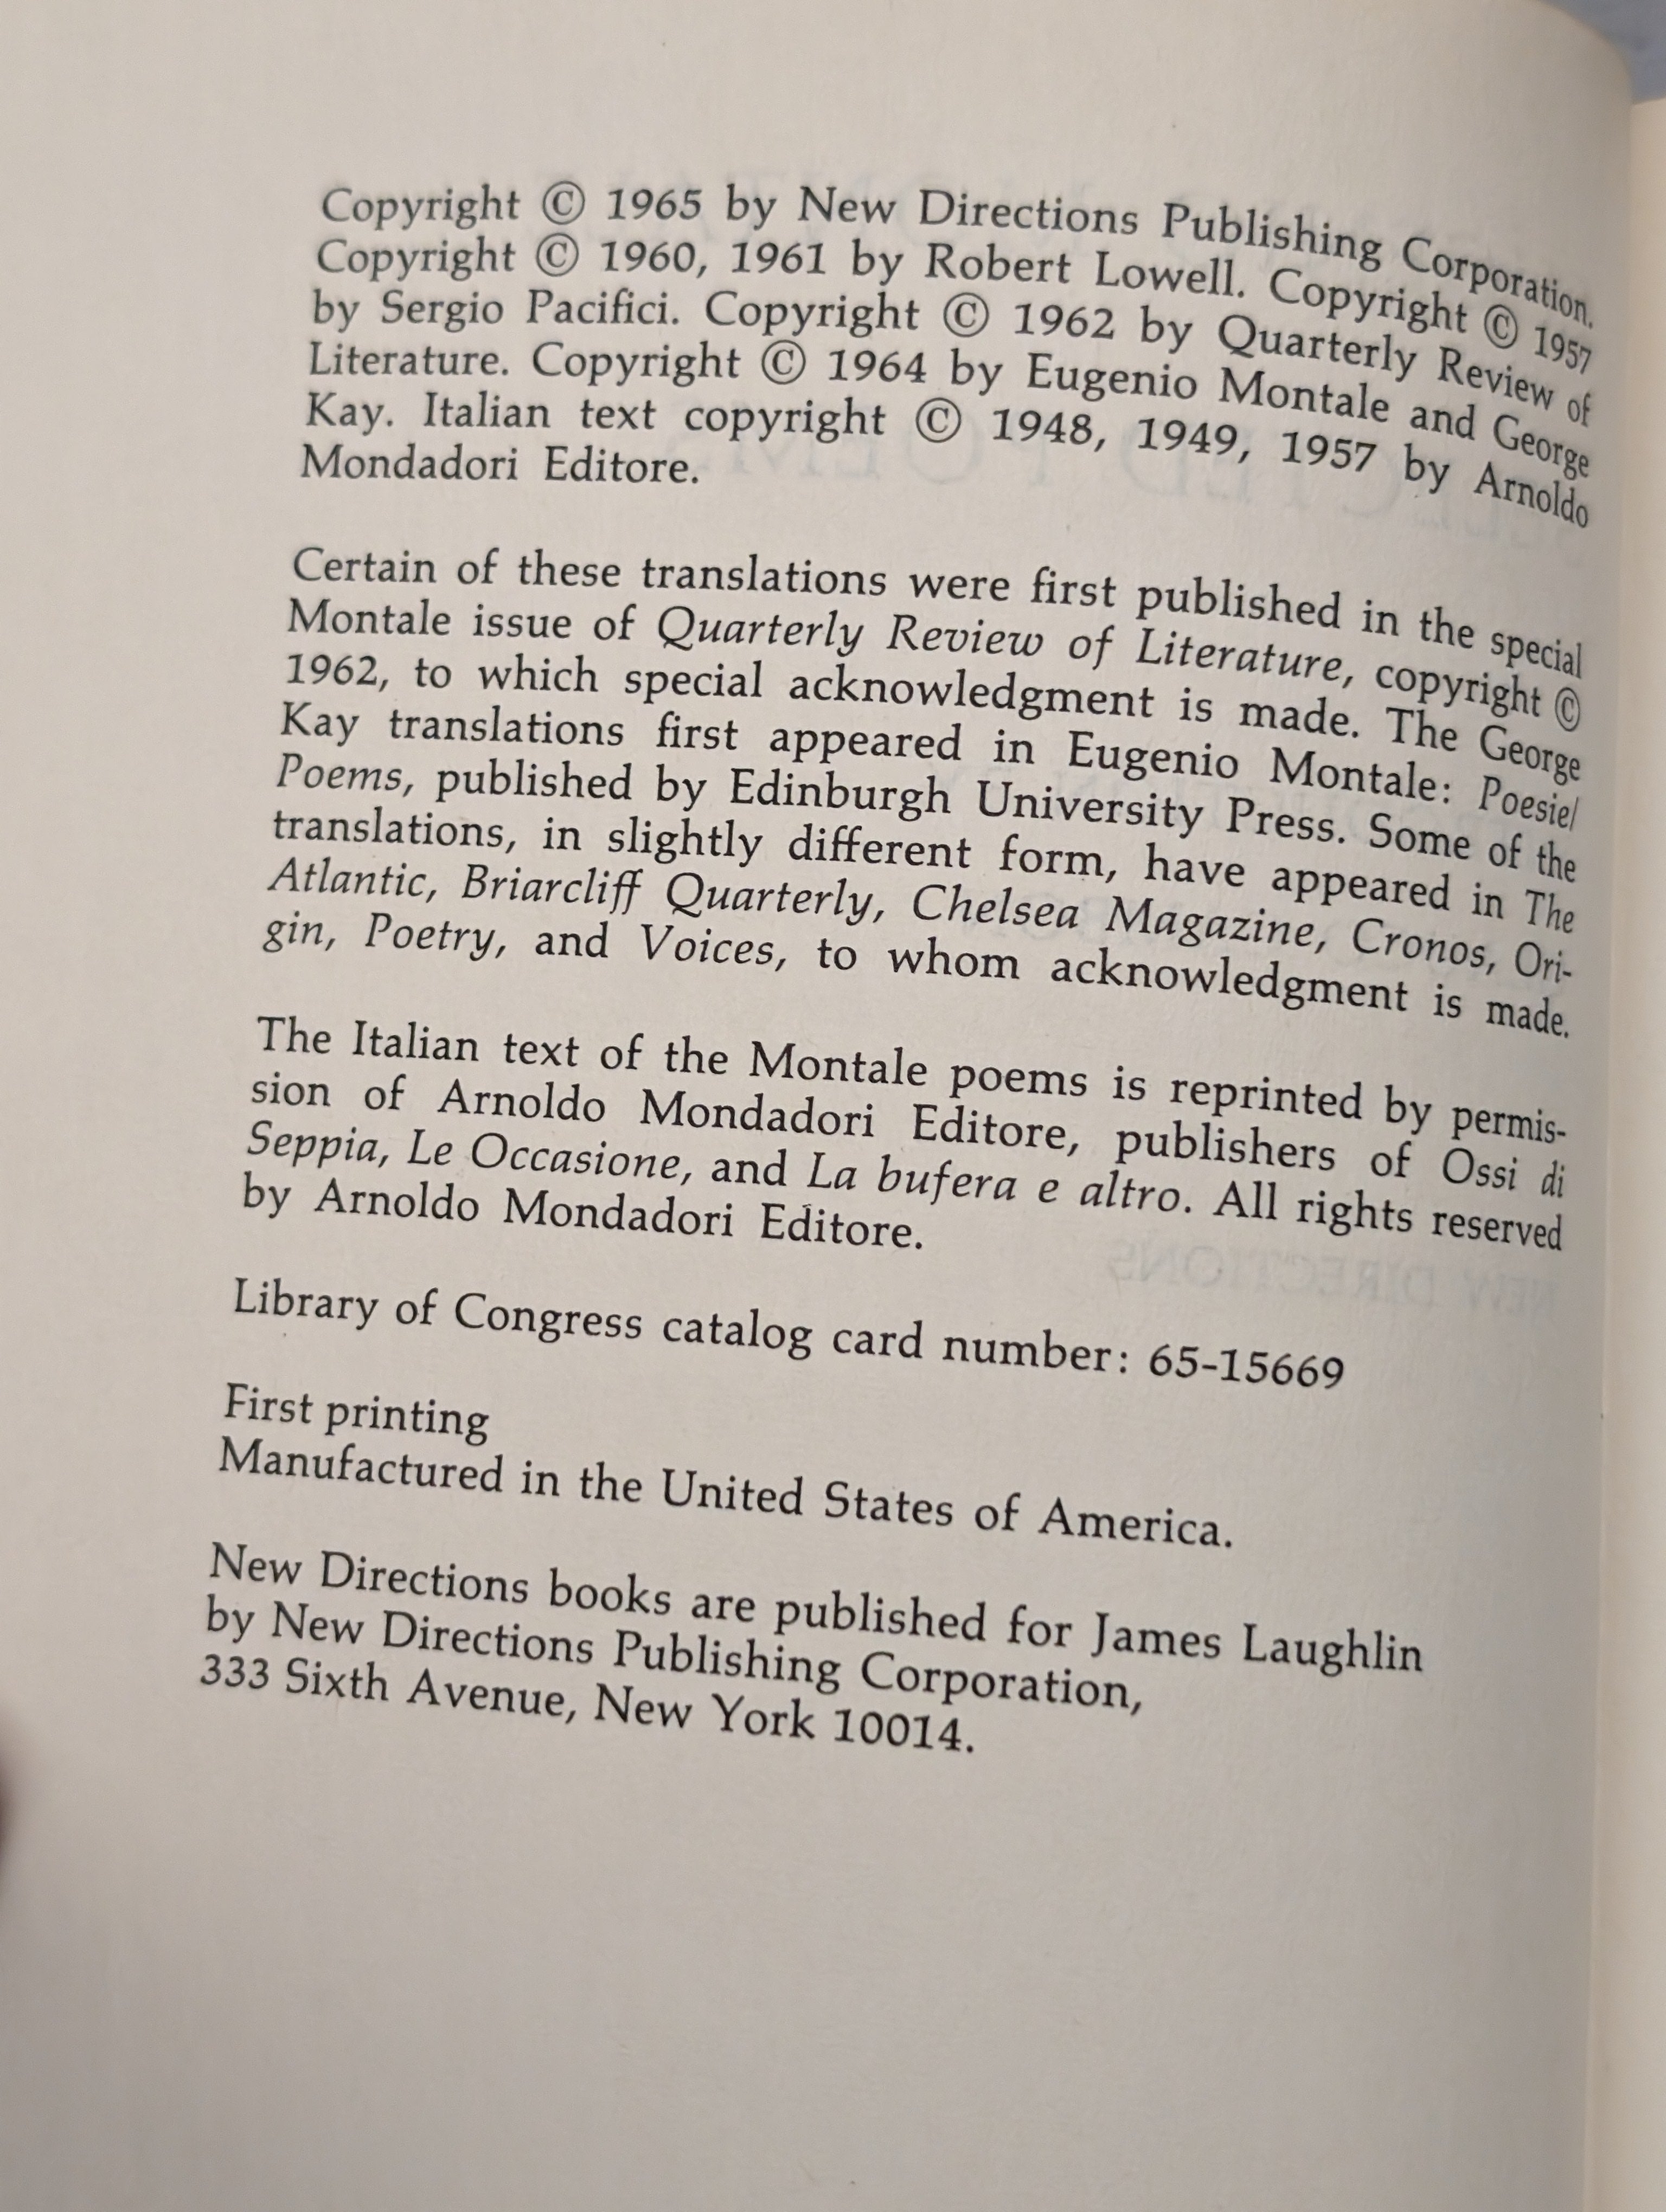 Copyright © 1965 by New Directions Publishing Corporation.
Copyright © 1960, 1961 by Robert Lowell. Copyright © 1957
by Sergio Pacifici. Copyright © 1962 by Quarterly Review of
Literature. Copyright © 1964 by Eugenio Montale and George
Kay. Italian text copyright © 1948, 1949, 1957 by Arnoldo
Mondadori Editore.
Certain of these translations were first published in the special
Montale issue of Quarterly Review of Literature, copyright ©
1962, to which special acknowledgment is made. The George
Kay translations first appeared in Eugenio Montale: Poesie/
Poems, published by Edinburgh University Press. Some of the
translations, in slightly different form, have appeared in The
Atlantic, Briarcliff Quarterly, Chelsea Magazine, Cronos, Ori-
gin, Poetry, and Voices, to whom acknowledgment is made.
The Italian text of the Montale poems is reprinted by permis-
sion of Arnoldo Mondadori Editore, publishers of Ossi di
Seppia, Le Occasione, and La bufera e altro. All rights reserved
by Arnoldo Mondadori Editore.
Library of Congress catalog card number: 65-15669
First printing
Manufactured in the United States of America.
New Directions books are published for James Laughlin
by New Directions Publishing Corporation,
333 Sixth Avenue, New York 10014.